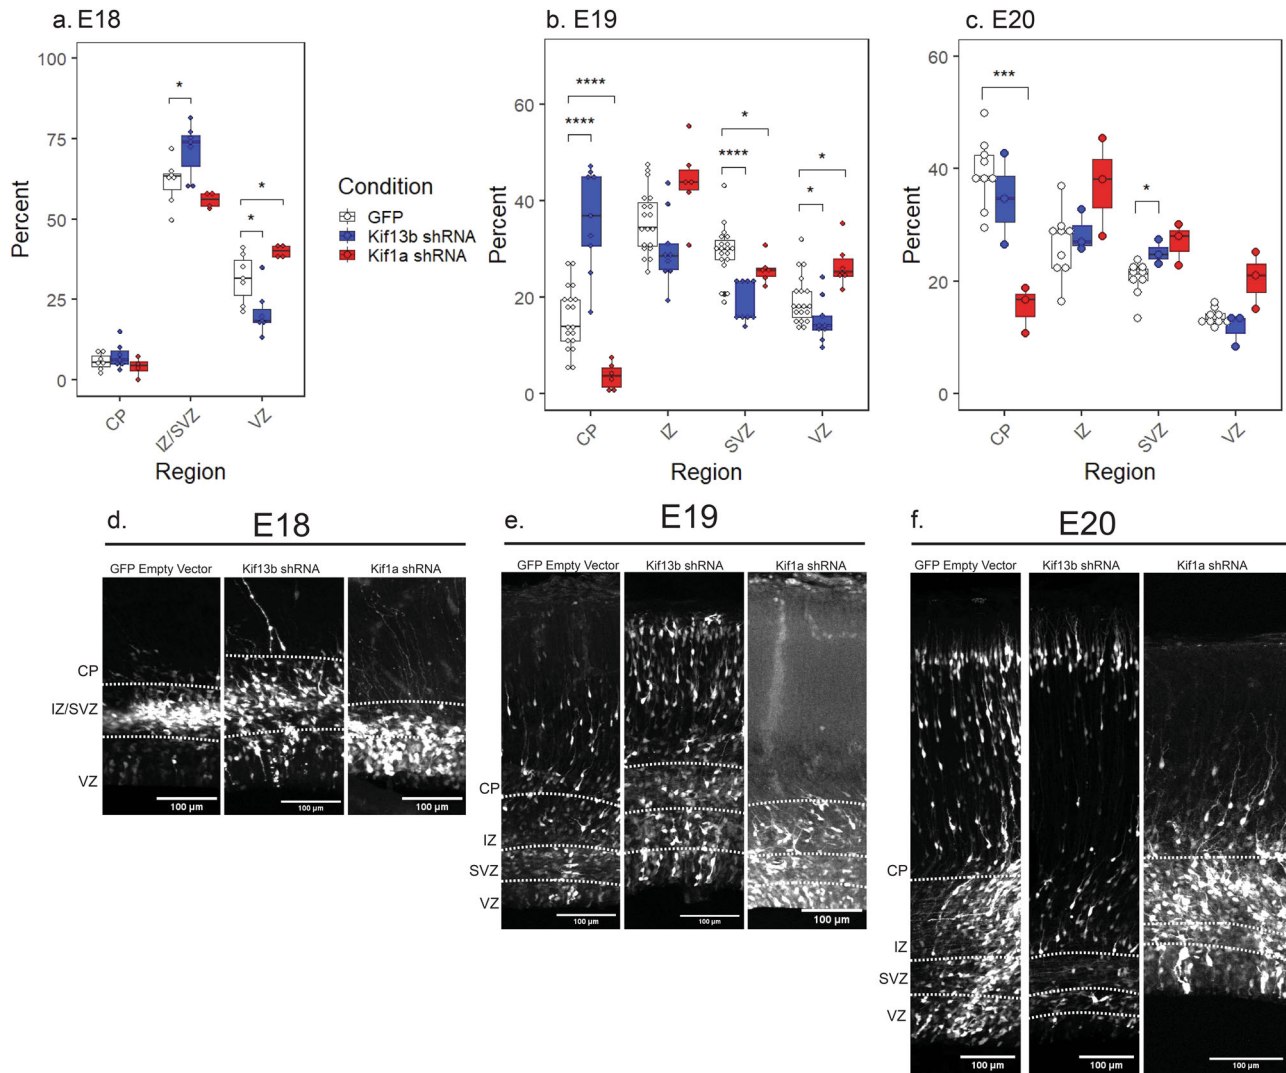 a. E18
b. E19
c. E20
100
75
50
25
0
Percent
*
*
*
CP
IZ/SVZ
VZ
Region
Condition
GFP
Kif13b shRNA
Kif1a shRNA
60
40
20
0
Percent
****
****
*
****
*
*
CP
IZ
SVZ
VZ
Region
60
40
20
0
Percent
***
*
CP
IZ
SVZ
VZ
Region
d. E18
GFP Empty Vector Kif13b shRNA Kif1a shRNA
CP
IZ/SVZ
VZ
100 µm 100 µm 100 µm
e. E19
GFP Empty Vector Kif13b shRNA Kif1a shRNA
CP
IZ
SVZ
VZ
100 µm 100 µm 100 µm
f. E20
GFP Empty Vector Kif13b shRNA Kif1a shRNA
CP
IZ
SVZ
VZ
100 µm 100 µm 100 µm